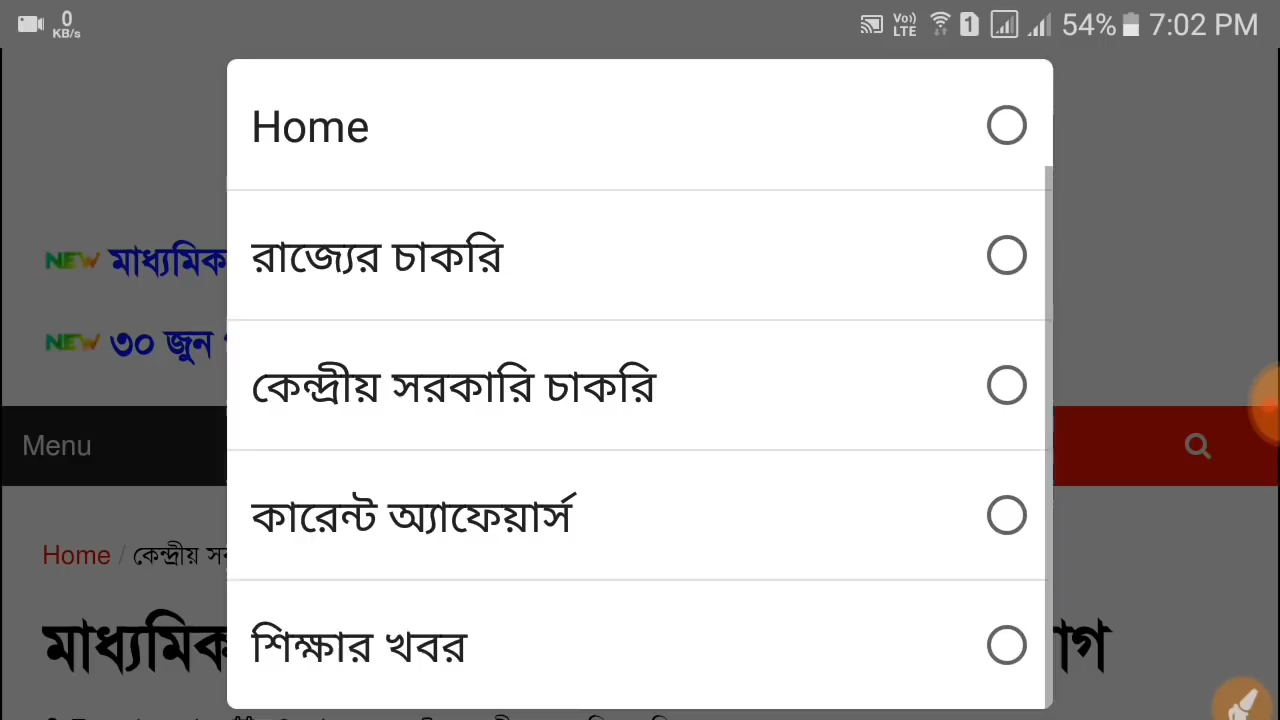 0
KB/s
Vo))
LTE
1
54%
7:02 PM
Home
রাজ্যের চাকরি
NEW মাধ্যমিক
NEW ৩০ জুন
কেন্দ্রীয় সরকারি চাকরি
Menu
কারেন্ট অ্যাফেয়ার্স
Home / কেন্দ্রীয়
মাধ্যমিক
শিক্ষার খবর